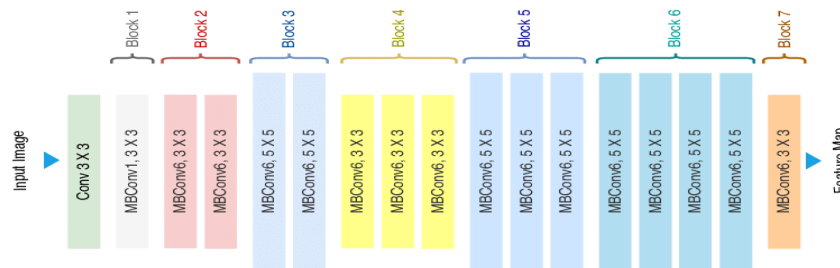 Input Image
Conv 3 X 3
Block 1
MBConv1, 3 X 3
Block 2
MBConv6, 3 X 3
MBConv6, 3 X 3
Block 3
MBConv6, 5 X 5
MBConv6, 5 X 5
Block 4
MBConv6, 3 X 3
MBConv6, 3 X 3
MBConv6, 3 X 3
Block 5
MBConv6, 5 X 5
MBConv6, 5 X 5
MBConv6, 5 X 5
Block 6
MBConv6, 5 X 5
MBConv6, 5 X 5
MBConv6, 5 X 5
MBConv6, 5 X 5
Block 7
MBConv6, 3 X 3
Feature Map